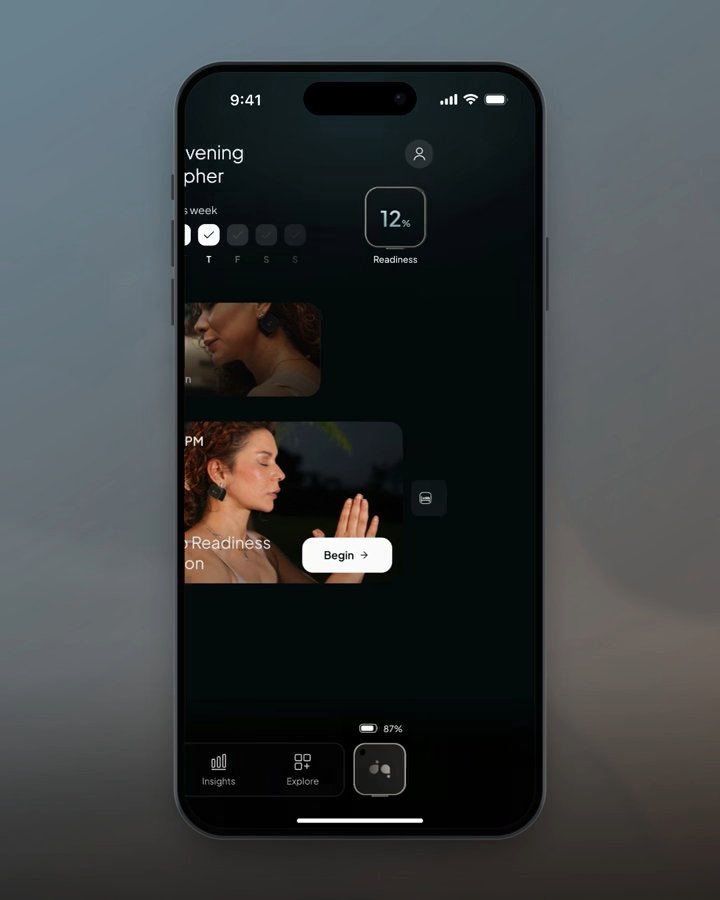 9:41
vening
pher
s week
12%
T F S S
Readiness
n
PM
o Readiness
on
Begin →
87%
Insights
Explore